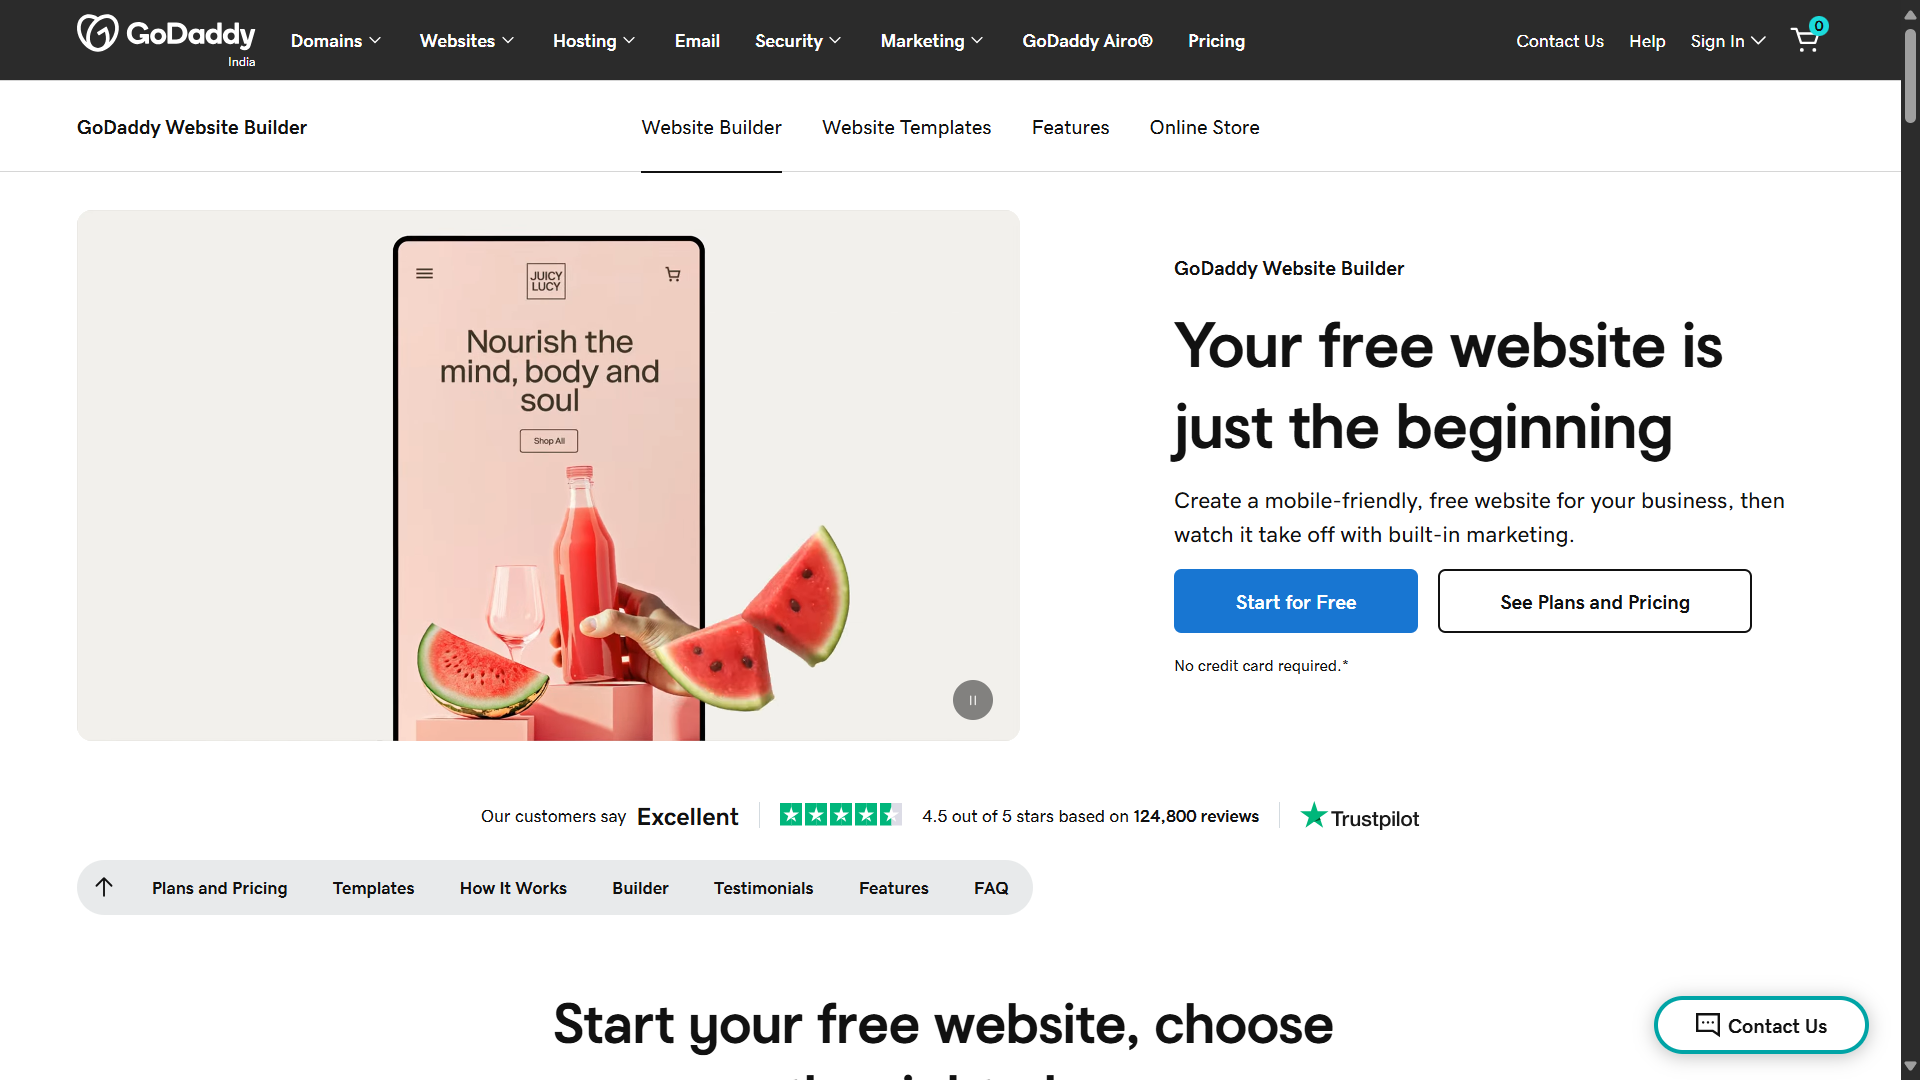 GoDaddy
India
Domains
Websites
Hosting
Email
Security
Marketing
GoDaddy Airo®
Pricing
Contact Us
Help
Sign In
0
GoDaddy Website Builder
Website Builder
Website Templates
Features
Online Store
JUICY
LUCY
Nourish the
mind, body and
soul
Shop All
GoDaddy Website Builder
Your free website is
just the beginning
Create a mobile-friendly, free website for your business, then
watch it take off with built-in marketing.
Start for Free
See Plans and Pricing
No credit card required.*
Our customers say Excellent
4.5 out of 5 stars based on 124,800 reviews
Trustpilot
Plans and Pricing
Templates
How It Works
Builder
Testimonials
Features
FAQ
Start your free website, choose
Contact Us